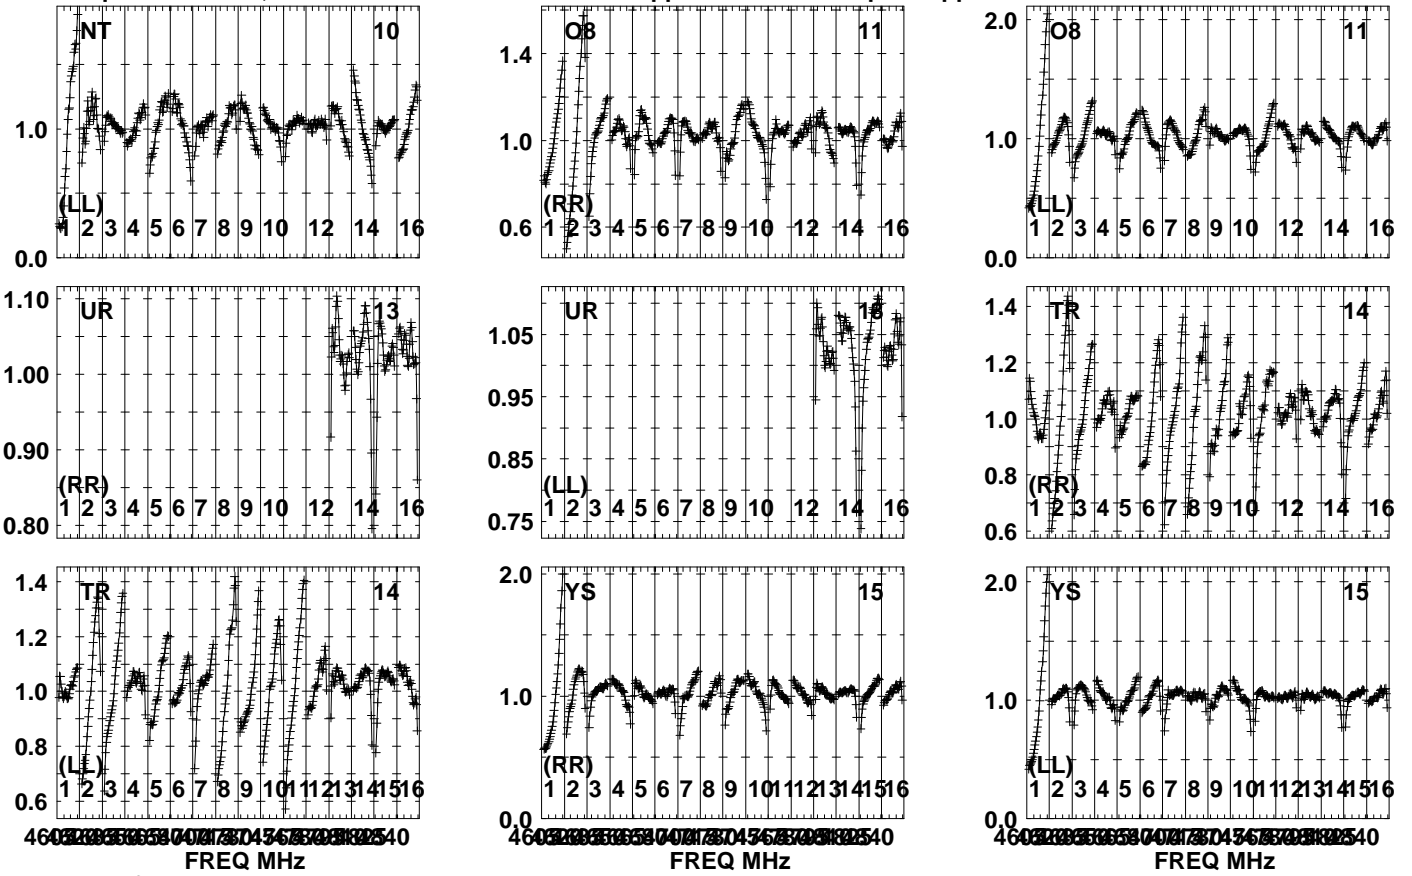 NT 10
1.0
(LL)
1 2 3 4 5 6 7 8 9 10 12 14 16
0.0
O8 11
1.4
1.0
(RR)
1 2 3 4 5 6 7 8 9 10 12 14 16
0.6
2.0
O8 11
1.0
(LL)
1 2 3 4 5 6 7 8 9 10 12 14 16
0.0
1.10
UR 13
1.00
0.90
(RR)
1 2 3 4 5 6 7 8 9 10 12 14 16
0.80
UR 13
1.05
0.95
0.85
(LL)
1 2 3 4 5 6 7 8 9 10 12 14 16
0.75
1.4
TR 14
1.2
1.0
0.8
(RR)
1 2 3 4 5 6 7 8 9 10 12 14 16
0.6
1.4
TR 14
1.2
1.0
0.8
(LL)
1 2 3 4 5 6 7 8 9 10 11 12 13 14 15 16
0.6
FREQ MHz
2.0
YS 15
1.0
(RR)
1 2 3 4 5 6 7 8 9 10 11 12 13 14 15 16
0.0
FREQ MHz
2.0
YS 15
1.0
(LL)
1 2 3 4 5 6 7 8 9 10 11 12 13 14 15 16
0.0
FREQ MHz